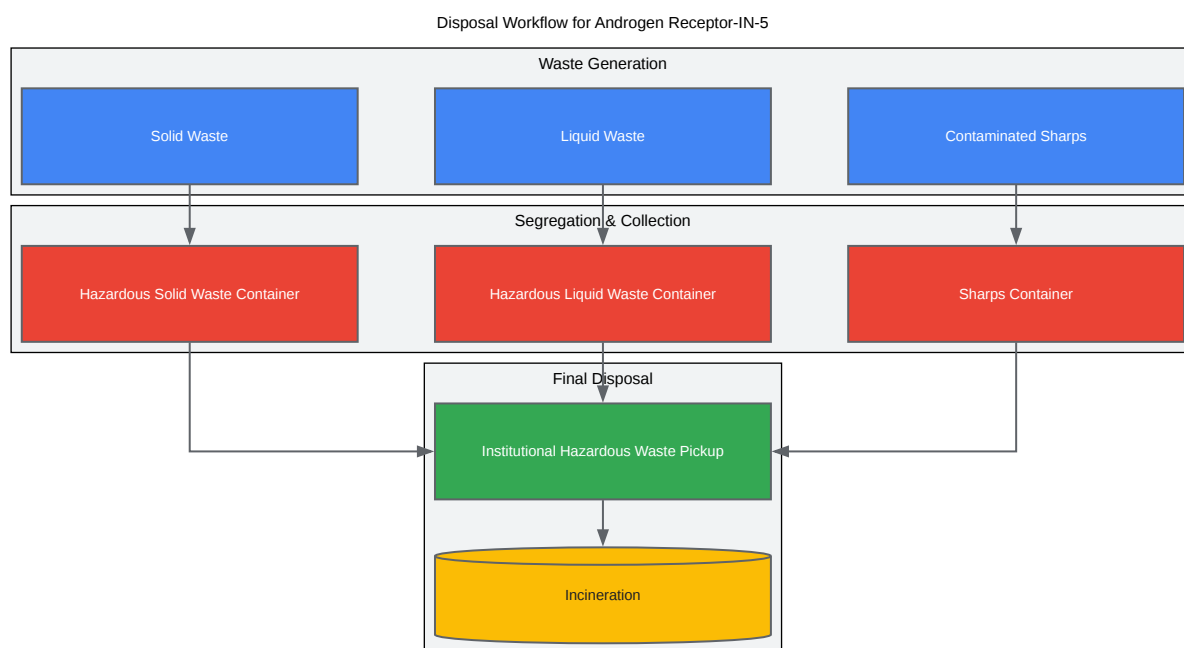 Disposal Workflow for Androgen Receptor-IN-5
Waste Generation
Solid Waste
Liquid Waste
Contaminated Sharps
Segregation & Collection
Hazardous Solid Waste Container
Hazardous Liquid Waste Container
Sharps Container
Final Disposal
Institutional Hazardous Waste Pickup
Incineration